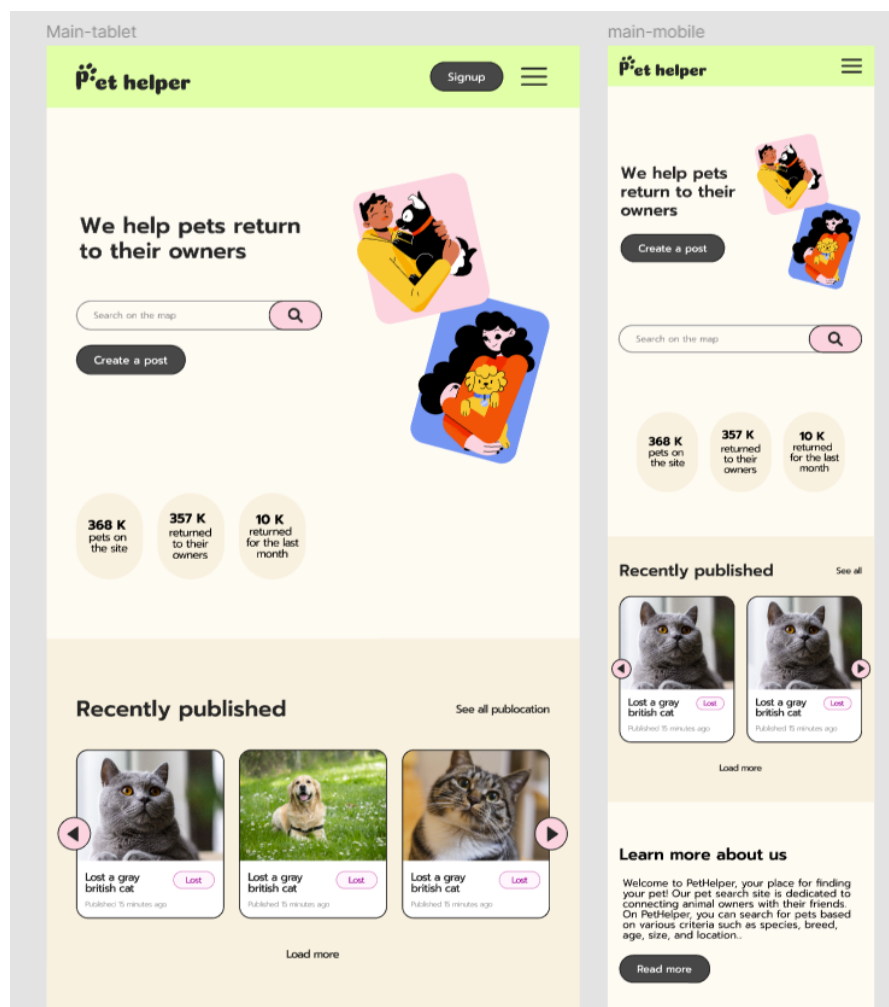 Main-tablet
Pet helper
Signup
We help pets return
to their owners
Search on the map
Create a post
368 K
pets on
the site
357 K
returned
to their
owners
10 K
returned
for the last
month
Recently published
See all publocation
Lost a gray
british cat
Lost
Published 15 minutes ago
Lost a gray
british cat
Lost
Published 15 minutes ago
Lost a gray
british cat
Lost
Published 15 minutes ago
Load more
main-mobile
Pet helper
We help pets
return to their
owners
Create a post
Search on the map
368 K
pets on
the site
357 K
returned
to their
owners
10 K
returned
for the last
month
Recently published
See all
Lost a gray
british cat
Lost
Published 15 minutes ago
Lost a gray
british cat
Lost
Published 15 minutes ago
Load more
Learn more about us
Welcome to PetHelper, your place for finding
your pet! Our pet search site is dedicated to
connecting animal owners with their friends.
On PetHelper, you can search for pets based
on various criteria such as species, breed,
age, size, and location..
Read more